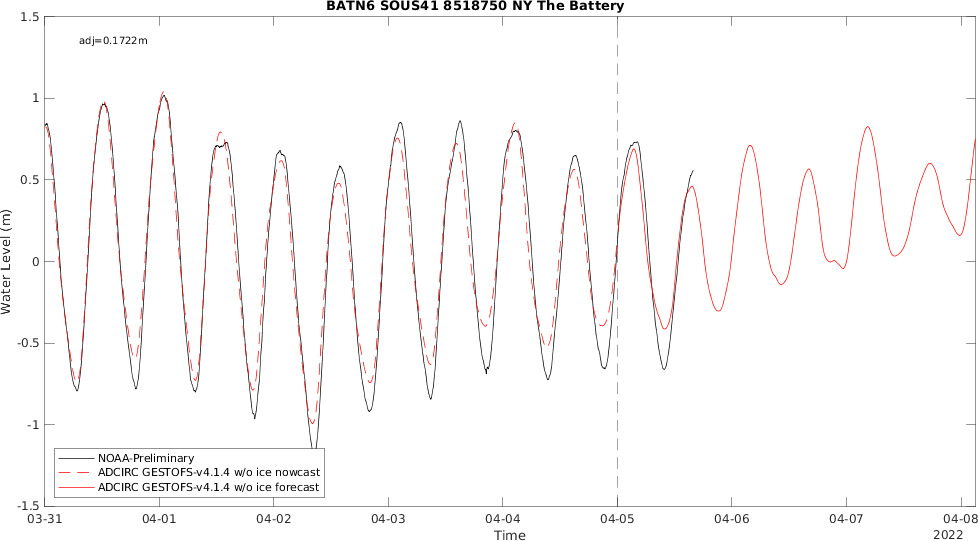 BATN6 SOUS41 8518750 NY The Battery
adj=0.1722m
1.5
1
0.5
0
-0.5
-1
-1.5
Water Level (m)
NOAA-Preliminary
ADCIRC GESTOFS-v4.1.4 w/o ice nowcast
ADCIRC GESTOFS-v4.1.4 w/o ice forecast
03-31 04-01 04-02 04-03 04-04 04-05 04-06 04-07 04-08
Time
2022